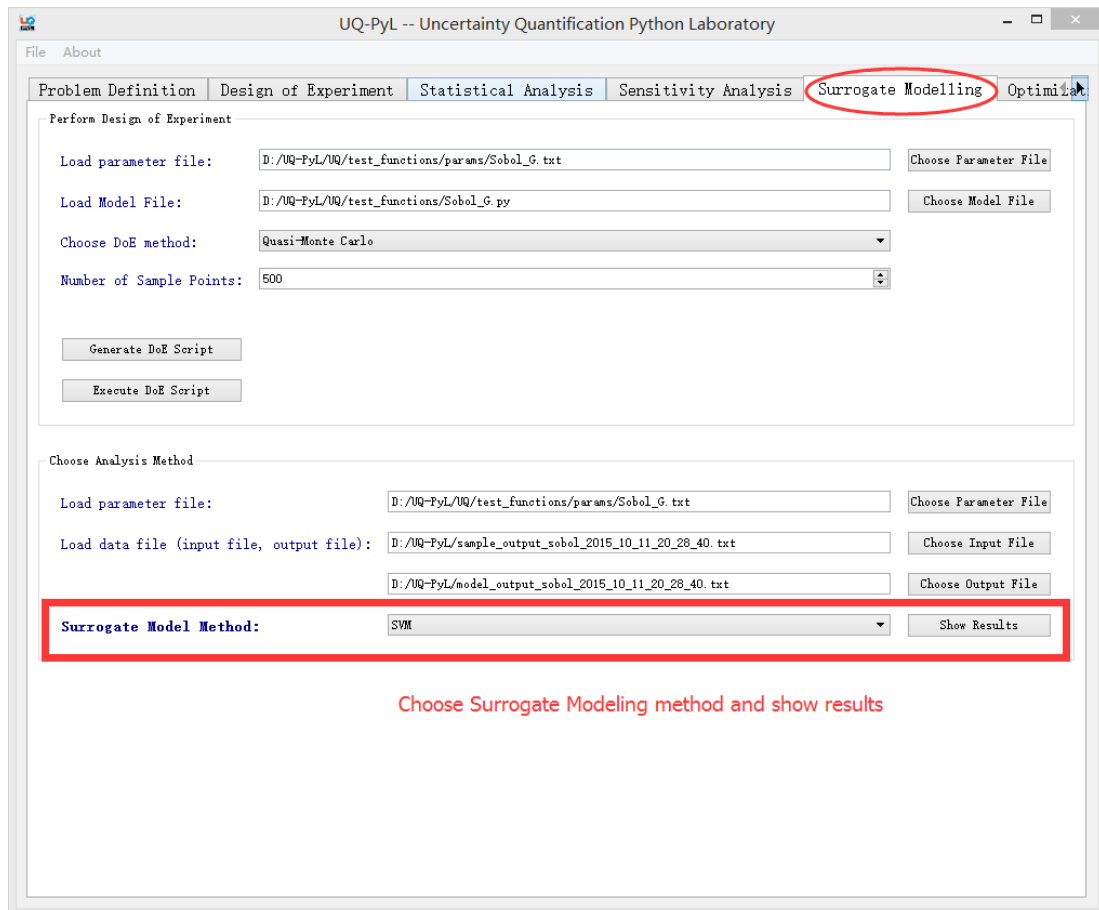 UQ-PyL -- Uncertainty Quantification Python Laboratory
File About
Problem Definition Design of Experiment Statistical Analysis Sensitivity Analysis Surrogate Modelling
Perform Design of Experiment
Load parameter file: D:/UQ-PyL/UQ/test_functions/params/Sobol_G.txt Choose Parameter File
Load Model File: D:/UQ-PyL/UQ/test_functions/Sobol_G.py Choose Model File
Choose DoE method: Quasi-Monte Carlo
Number of Sample Points: 500
Generate DoE Script
Execute DoE Script
Choose Analysis Method
Load parameter file: D:/UQ-PyL/UQ/test_functions/params/Sobol_G.txt Choose Parameter File
Load data file (input file, output file): D:/UQ-PyL/sample_output_sobol_2015_10_11_20_28_40.txt Choose Input File
D:/UQ-PyL/model_output_sobol_2015_10_11_20_28_40.txt Choose Output File
Surrogate Model Method: SVM Show Results
Choose Surrogate Modeling method and show results